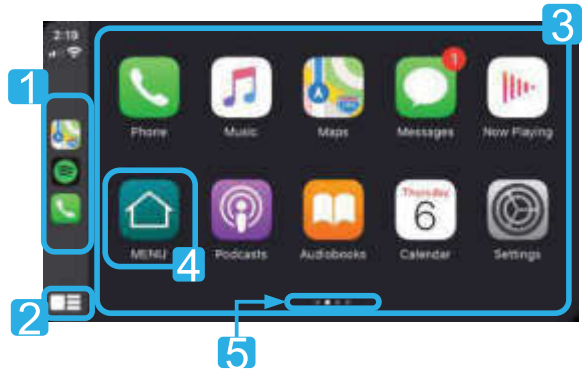 3
2:19
1
1
Phone
Music
Maps
Messages
Now Playing
Thursday
6
MENU
4
Podcasts
Audiobooks
Calendar
Settings
2
5